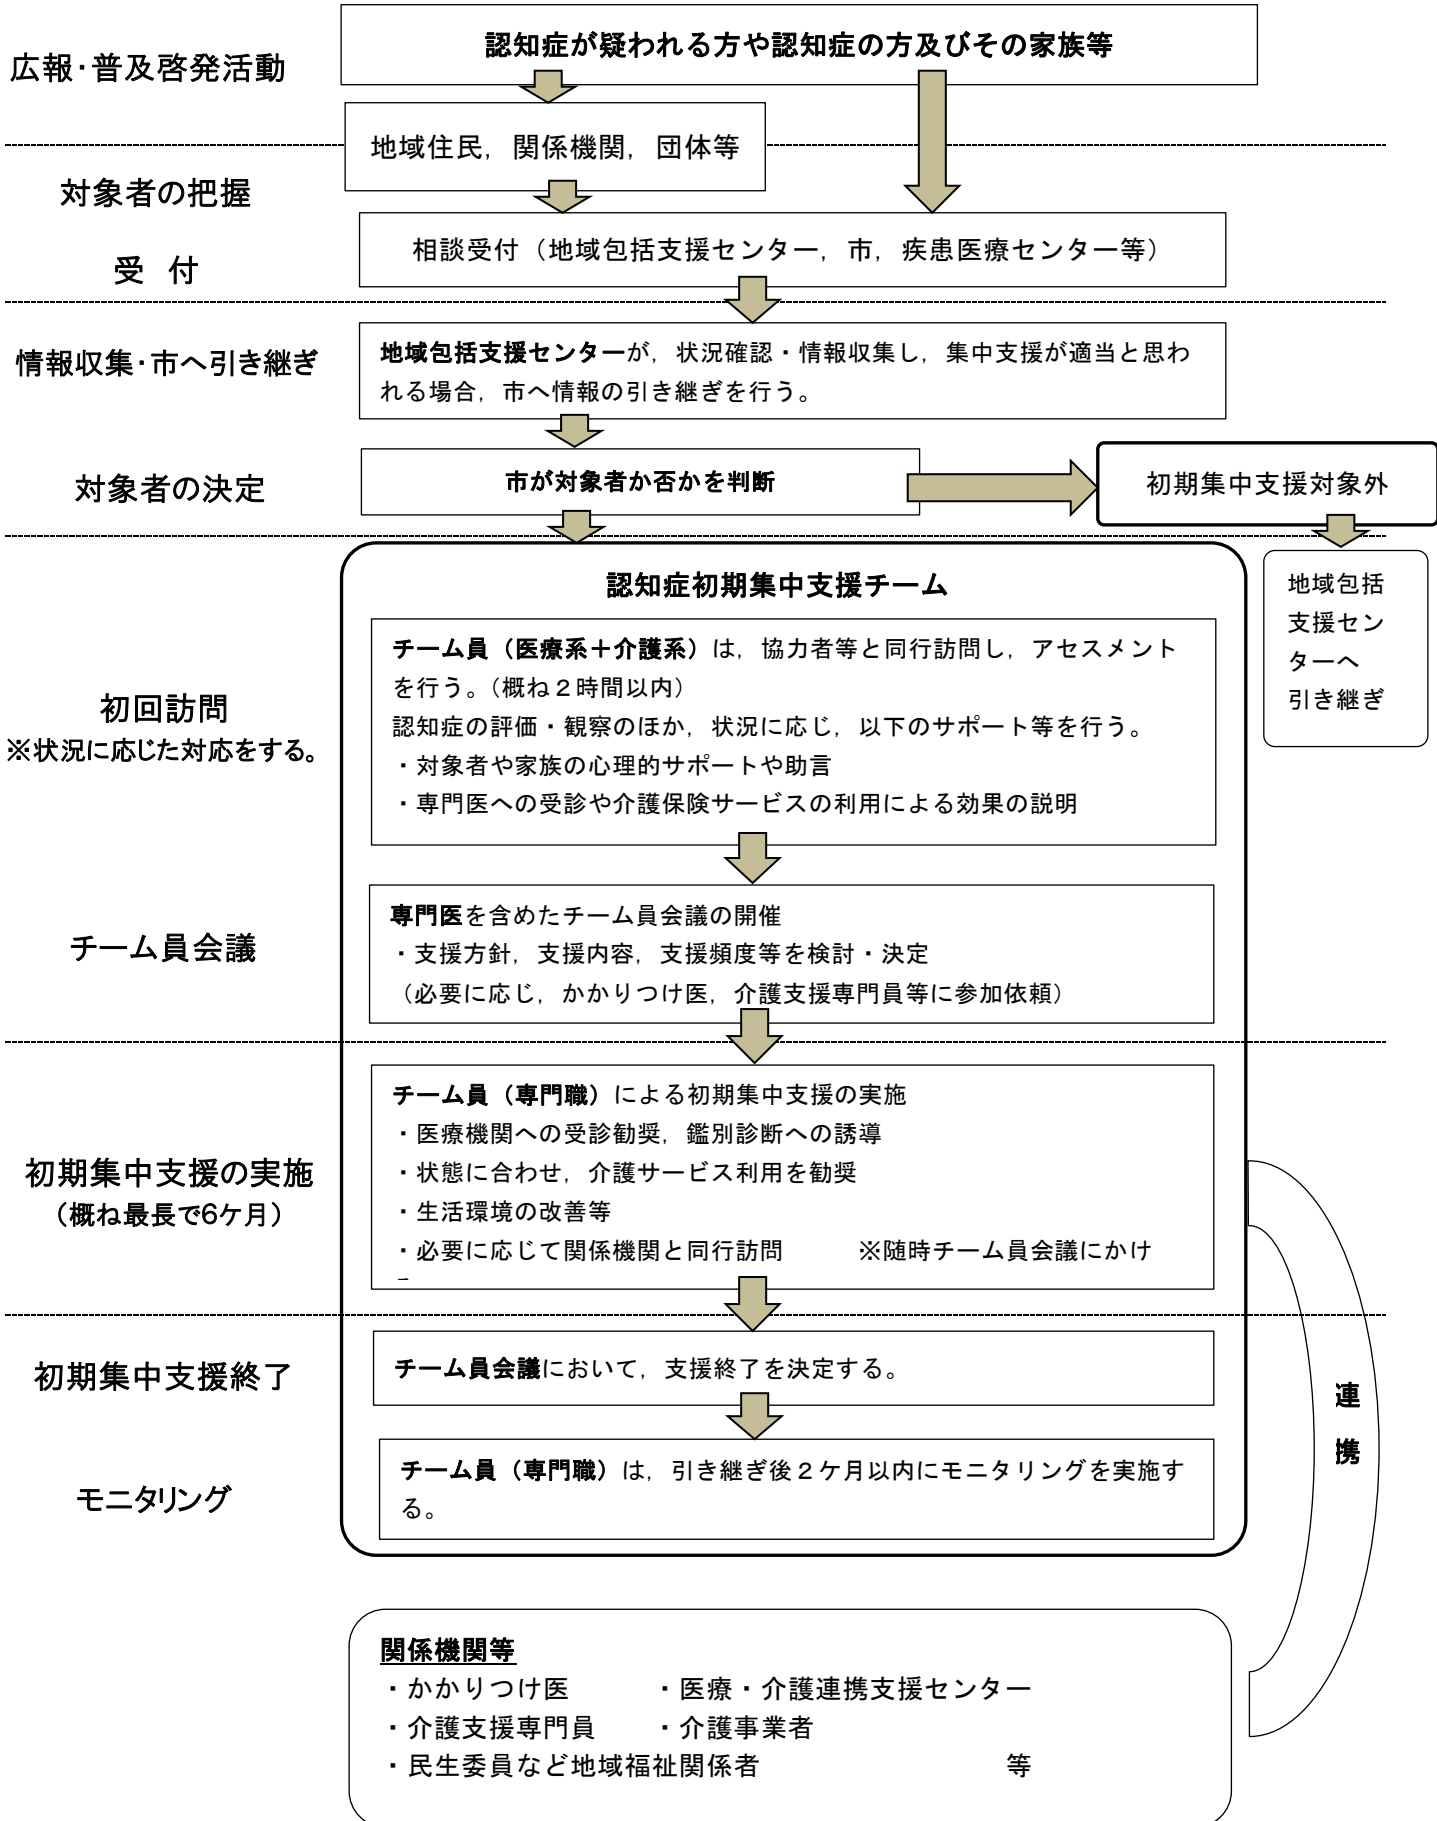 広報・普及啓発活動
認知症が疑われる方や認知症の方及びその家族等
地域住民，関係機関，団体等
対象者の把握
受　付
相談受付（地域包括支援センター，市，疾患医療センター等）
情報収集・市へ引き継ぎ
地域包括支援センターが，状況確認・情報収集し，集中支援が適当と思わ
れる場合，市へ情報の引き継ぎを行う。
対象者の決定
市が対象者か否かを判断
初期集中支援対象外
地域包括
支援セン
ターへ
引き継ぎ
認知症初期集中支援チーム
初回訪問
※状況に応じた対応をする。
チーム員（医療系＋介護系）は，協力者等と同行訪問し，アセスメント
を行う。（概ね２時間以内）
認知症の評価・観察のほか，状況に応じ，以下のサポート等を行う。
・対象者や家族の心理的サポートや助言
・専門医への受診や介護保険サービスの利用による効果の説明
チーム員会議
専門医を含めたチーム員会議の開催
・支援方針，支援内容，支援頻度等を検討・決定
（必要に応じ，かかりつけ医，介護支援専門員等に参加依頼）
初期集中支援の実施
（概ね最長で6ケ月）
チーム員（専門職）による初期集中支援の実施
・医療機関への受診勧奨，鑑別診断への誘導
・状態に合わせ，介護サービス利用を勧奨
・生活環境の改善等
・必要に応じて関係機関と同行訪問　　　※随時チーム員会議にかけ
初期集中支援終了
チーム員会議において，支援終了を決定する。
モニタリング
チーム員（専門職）は，引き継ぎ後２ケ月以内にモニタリングを実施す
る。
連
携
関係機関等
・かかりつけ医　　　・医療・介護連携支援センター
・介護支援専門員　　・介護事業者
・民生委員など地域福祉関係者　　　　　　　　　等